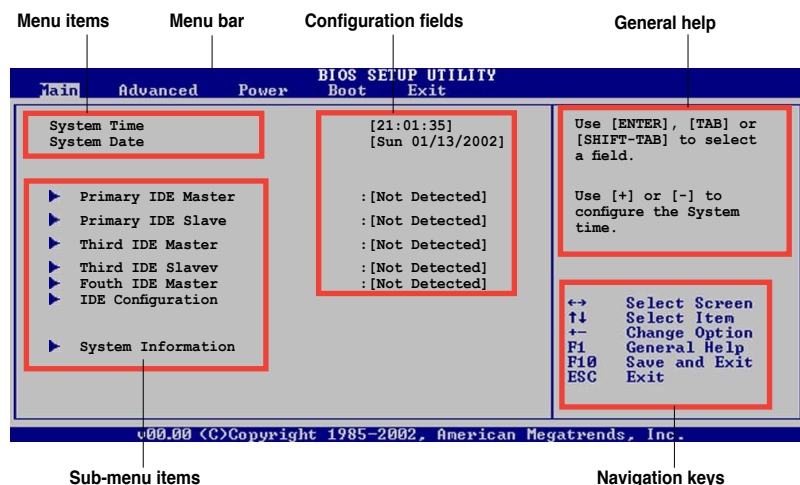 Menu items Menu bar Configuration fields General help
BIOS SETUP UTILITY
Main Advanced Power Boot Exit
System Time [21:01:35]
System Date [Sun 01/13/2002]
Primary IDE Master :[Not Detected]
Primary IDE Slave :[Not Detected]
Third IDE Master :[Not Detected]
Third IDE Slavev :[Not Detected]
Fouth IDE Master :[Not Detected]
IDE Configuration
System Information
Use [ENTER], [TAB] or
[SHIFT-TAB] to select
a field.
Use [+] or [-] to
configure the System
time.
↔ Select Screen
↑↓ Select Item
+- Change Option
F1 General Help
F10 Save and Exit
ESC Exit
v00.00 (C)Copyright 1985-2002, American Megatrends, Inc.
Sub-menu items Navigation keys